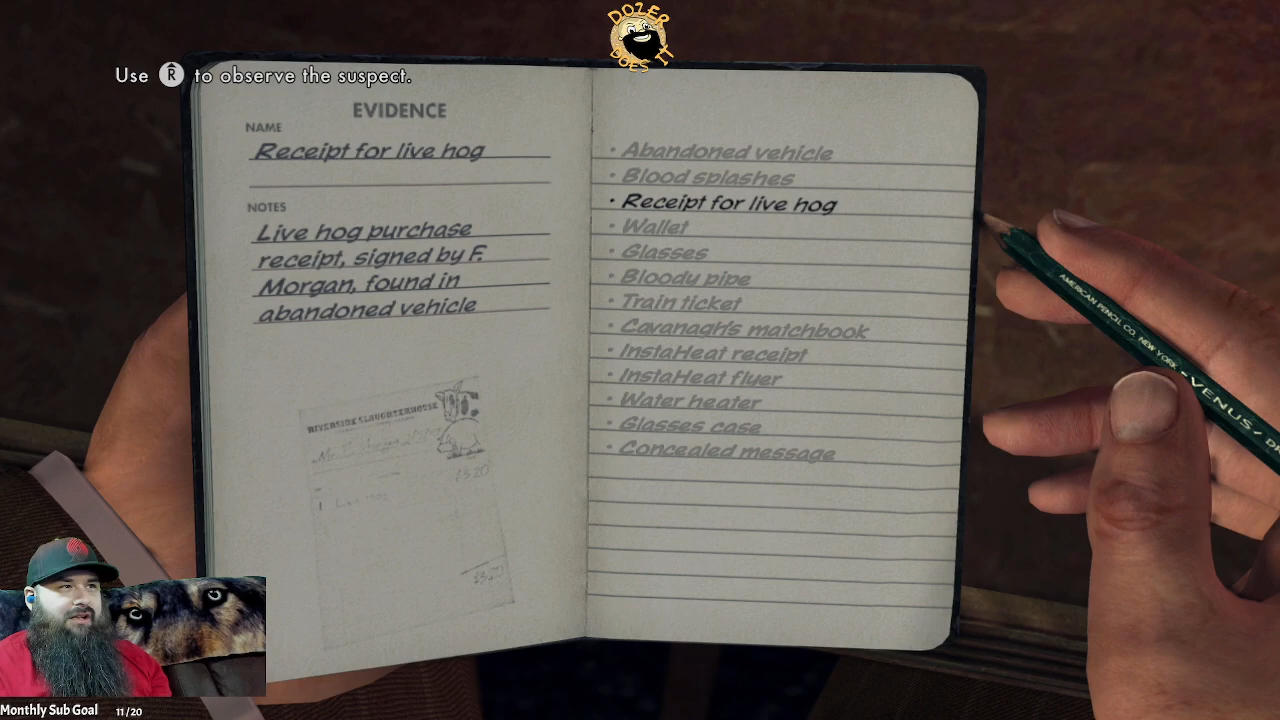 DOZER
DOES IT
Use R to observe the suspect.
EVIDENCE
NAME
Receipt for live hog
NOTES
Live hog purchase
receipt, signed by F.
Morgan, found in
abandoned vehicle
RIVERSIDE SLAUGHTERHOUSE
• Abandoned vehicle
• Blood splashes
• Receipt for live hog
• Wallet
• Glasses
• Bloody pipe
• Train ticket
• Cavanagh's matchbook
• InstaHeat receipt
• InstaHeat flyer
• Water heater
• Glasses case
• Concealed message
AMERICAN PENCIL CO. NEW YORK VENUS
Monthly Sub Goal 11/20